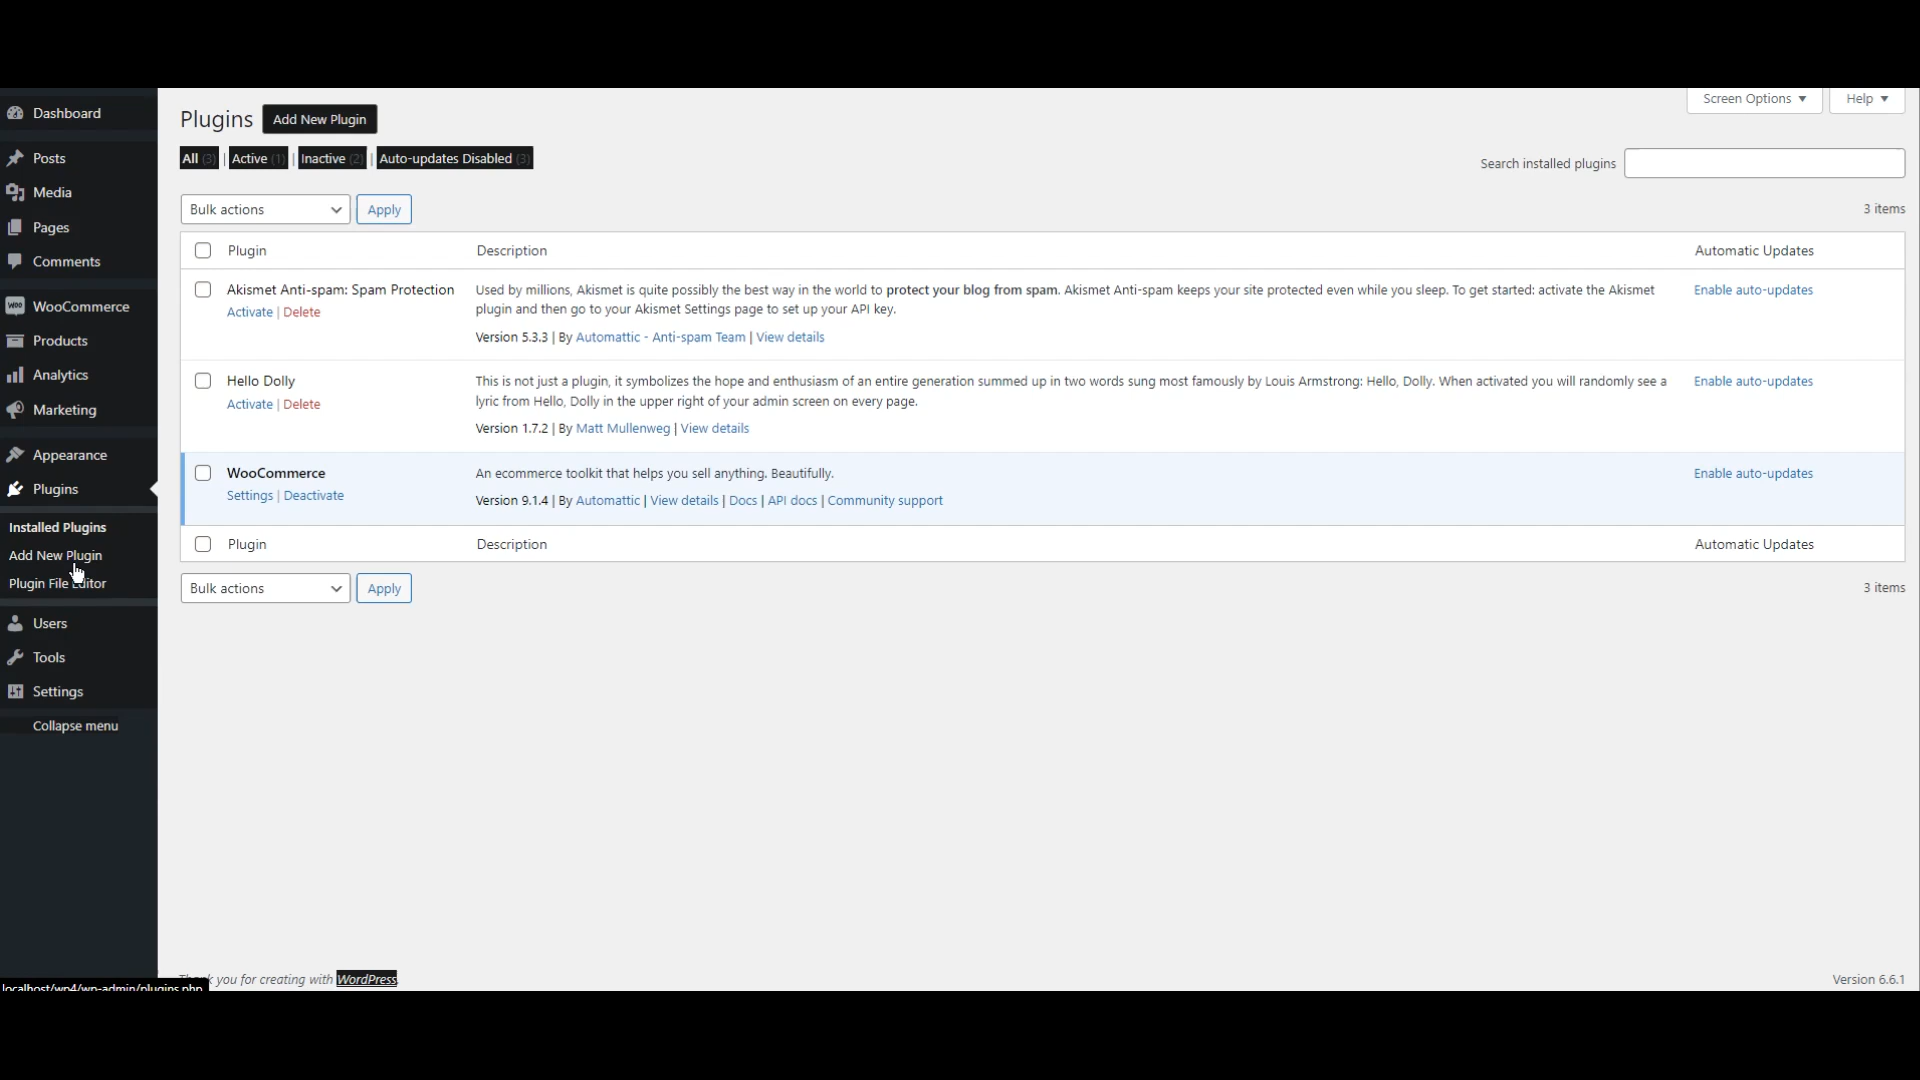 Dashboard
Posts
Media
Pages
Comments
WooCommerce
Products
Analytics
Marketing
Appearance
Plugins
Installed Plugins
Add New Plugin
Plugin File Editor
Users
Tools
Settings
Collapse menu
Screen Options
Help
Plugins Add New Plugin
All (3) | Active (1) | Inactive (2) | Auto-updates Disabled (3)
Search installed plugins
Bulk actions Apply
3 items
Plugin Description Automatic Updates
Akismet Anti-spam: Spam Protection
Activate | Delete
Used by millions, Akismet is quite possibly the best way in the world to protect your blog from spam. Akismet Anti-spam keeps your site protected even while you sleep. To get started: activate the Akismet
plugin and then go to your Akismet Settings page to set up your API key.
Version 5.3.3 | By Automattic - Anti-spam Team | View details
Enable auto-updates
Hello Dolly
Activate | Delete
This is not just a plugin, it symbolizes the hope and enthusiasm of an entire generation summed up in two words sung most famously by Louis Armstrong: Hello, Dolly. When activated you will randomly see a
lyric from Hello, Dolly in the upper right of your admin screen on every page.
Version 1.7.2 | By Matt Mullenweg | View details
Enable auto-updates
WooCommerce
Settings | Deactivate
An ecommerce toolkit that helps you sell anything. Beautifully.
Version 9.1.4 | By Automattic | View details | Docs | API docs | Community support
Enable auto-updates
Plugin Description Automatic Updates
Bulk actions Apply
3 items
Thank you for creating with WordPress.
Version 6.6.1
localhost/wp4/wp-admin/plugins.php